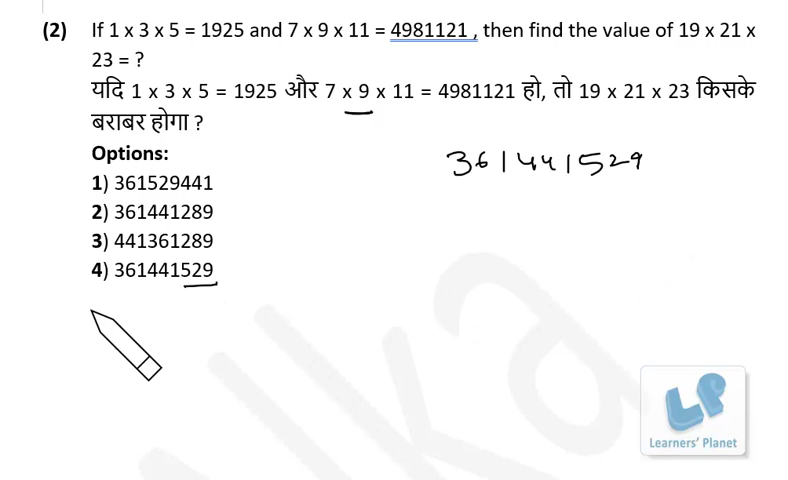 (2) If 1 x 3 x 5 = 1925 and 7 x 9 x 11 = 4981121 , then find the value of 19 x 21 x
23 = ?
यदि 1 x 3 x 5 = 1925 और 7 x 9 x 11 = 4981121 हो, तो 19 x 21 x 23 किसके
बराबर होगा ?
Options:
361441529
1) 361529441
2) 361441289
3) 441361289
4) 361441529
LP
Learners' Planet